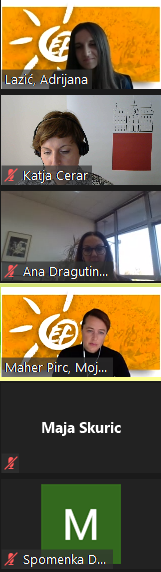 Lazić, Adrijana
Katja Cerar
Ana Dragutin...
Maher Pirc, Moj...
Maja Skuric
M
Spomenka D...